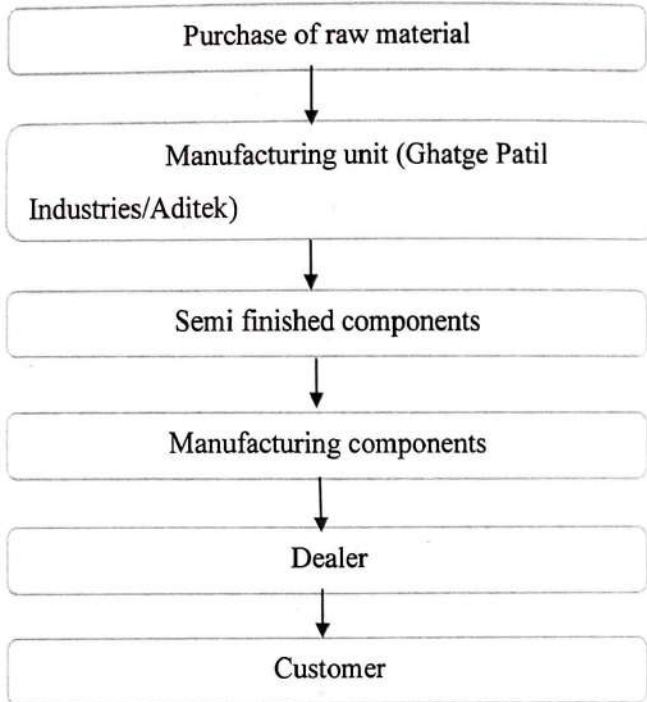 Purchase of raw material
Manufacturing unit (Ghatge Patil
Industries/Aditek)
Semi finished components
Manufacturing components
Dealer
Customer